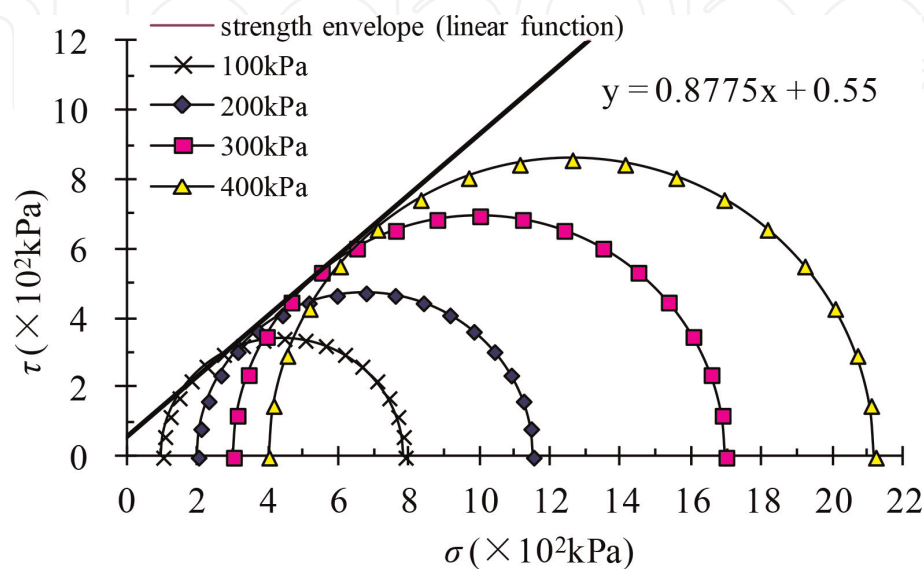 strength envelope (linear function)
100kPa
200kPa
300kPa
400kPa
y = 0.8775x + 0.55
τ (×10²kPa)
12
10
8
6
4
2
0
0 2 4 6 8 10 12 14 16 18 20 22
σ (×10²kPa)